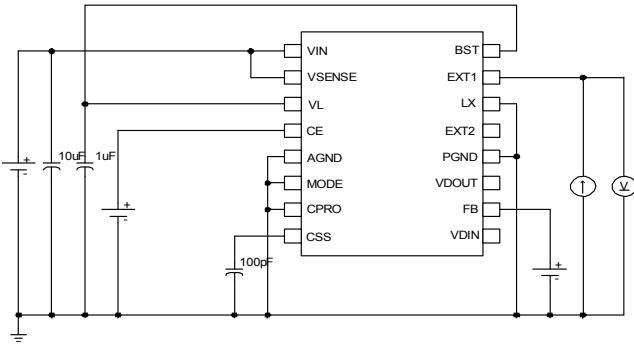 VIN
VSENSE
VL
CE
AGND
MODE
CPRO
CSS
BST
EXT1
LX
EXT2
PGND
VDOUT
FB
VDIN
10uF
1uF
100pF
+
-
+
-
+
-
V